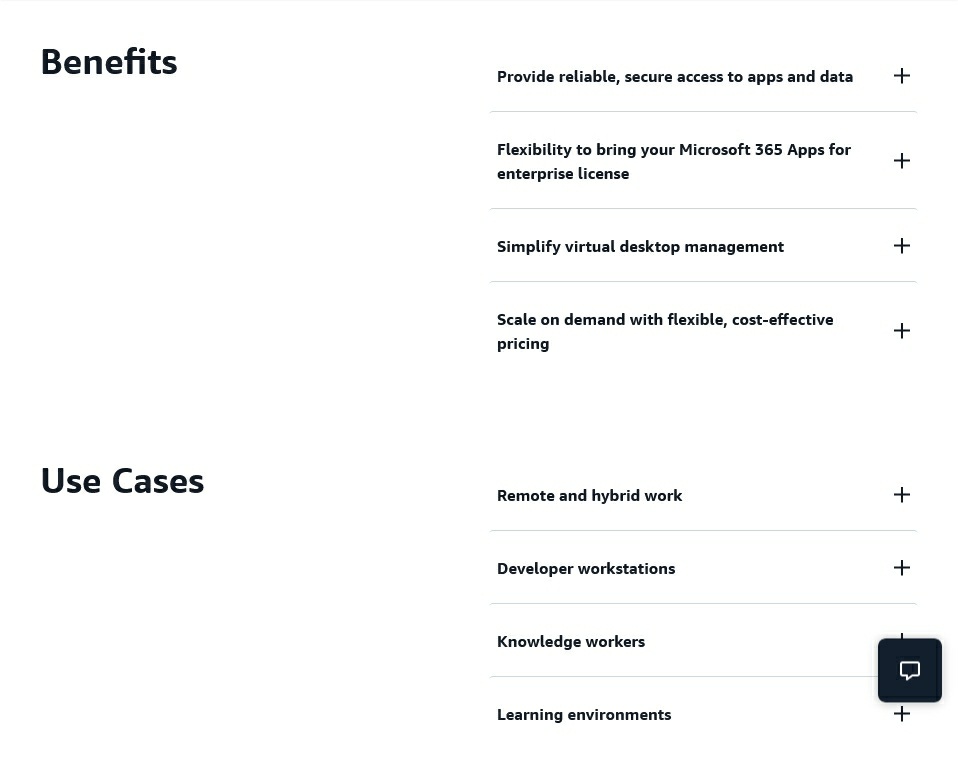 Benefits
Provide reliable, secure access to apps and data
Flexibility to bring your Microsoft 365 Apps for
enterprise license
Simplify virtual desktop management
Scale on demand with flexible, cost-effective
pricing
Use Cases
Remote and hybrid work
Developer workstations
Knowledge workers
Learning environments